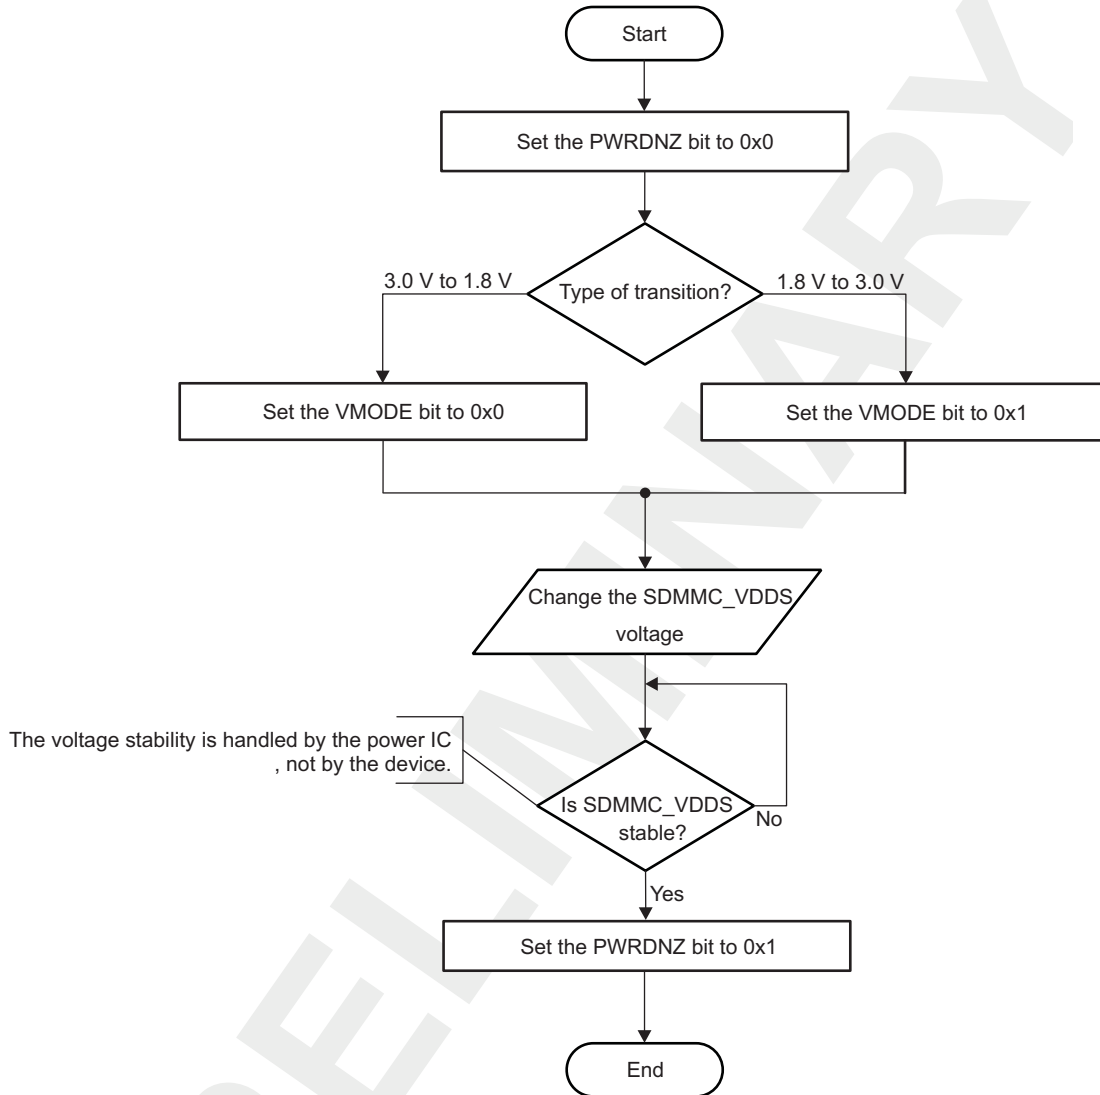 Start
Set the PWRDNZ bit to 0x0
3.0 V to 1.8 V
Type of transition?
1.8 V to 3.0 V
Set the VMODE bit to 0x0
Set the VMODE bit to 0x1
Change the SDMMC_VDDS
voltage
The voltage stability is handled by the power IC
, not by the device.
Is SDMMC_VDDS
stable?
No
Yes
Set the PWRDNZ bit to 0x1
End
PRELIMINARY